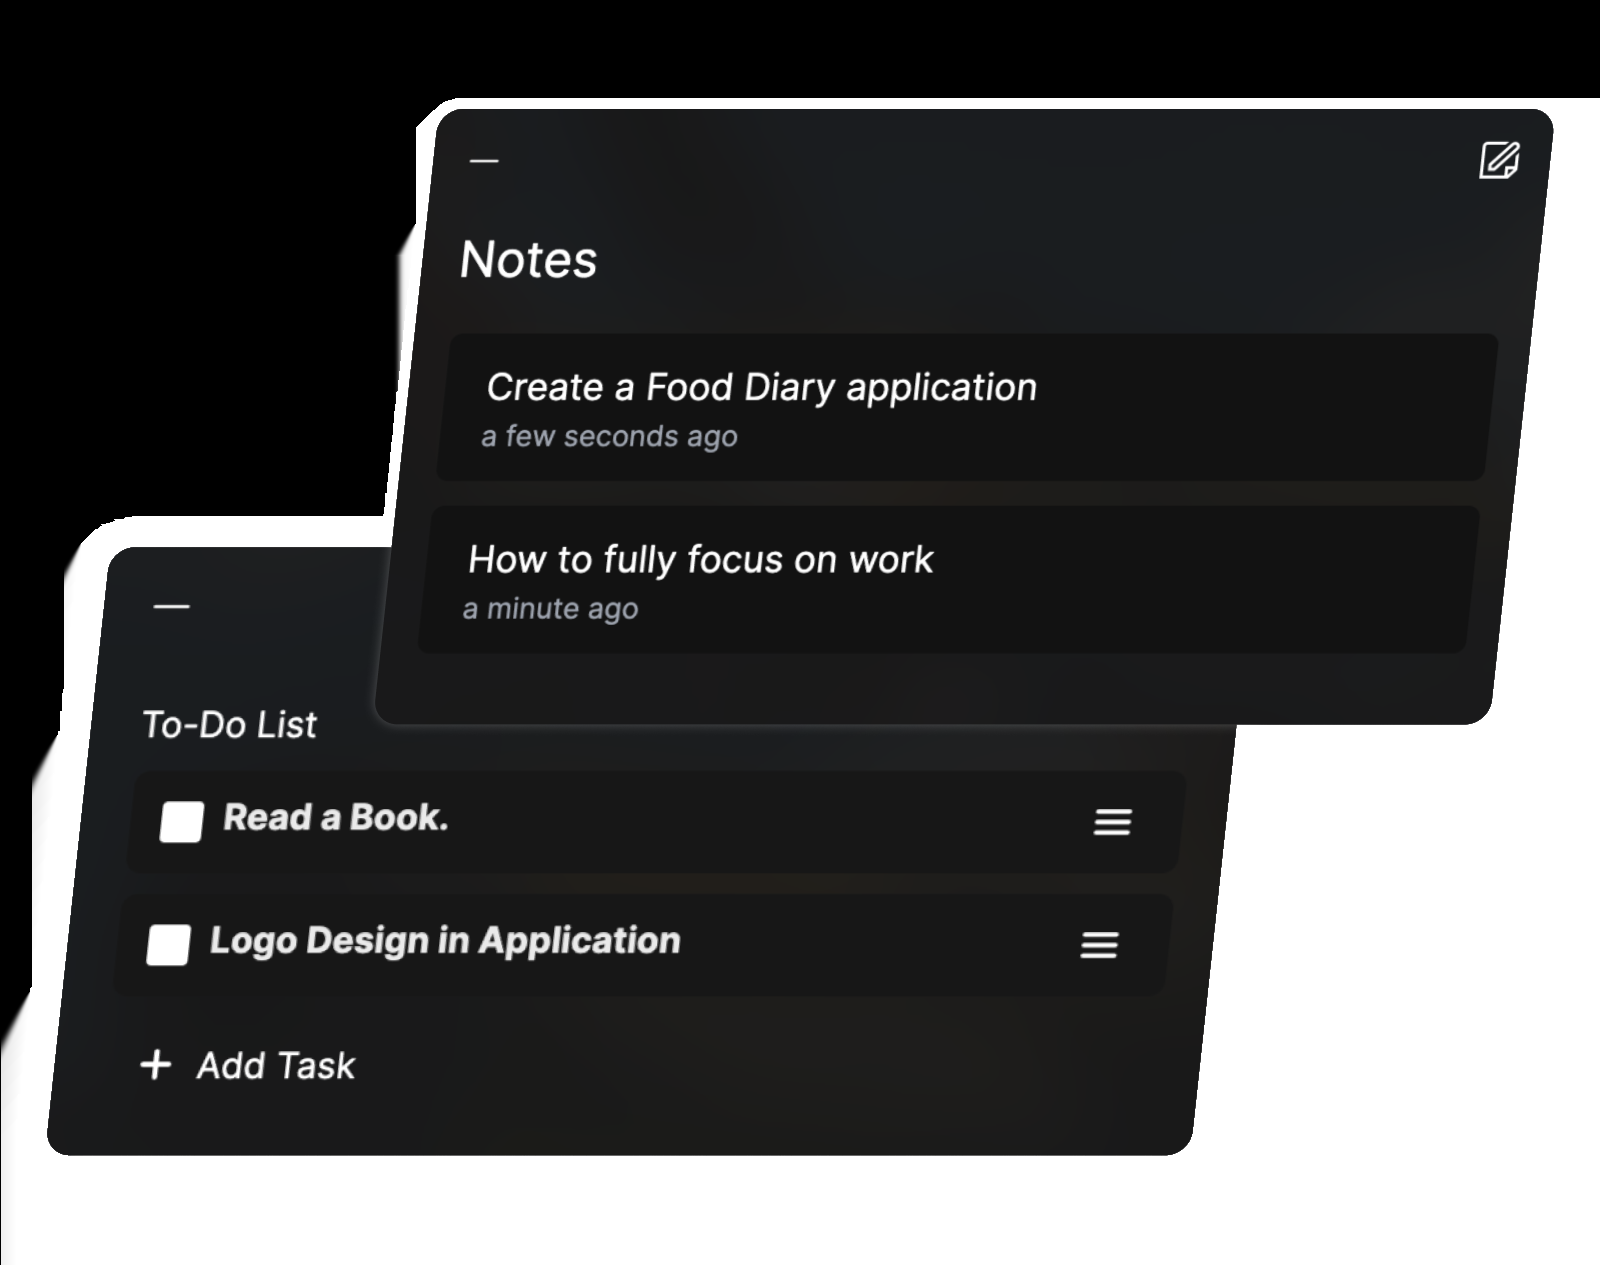 Notes
Create a Food Diary application
a few seconds ago
How to fully focus on work
a minute ago
To-Do List
Read a Book.
Logo Design in Application
+ Add Task